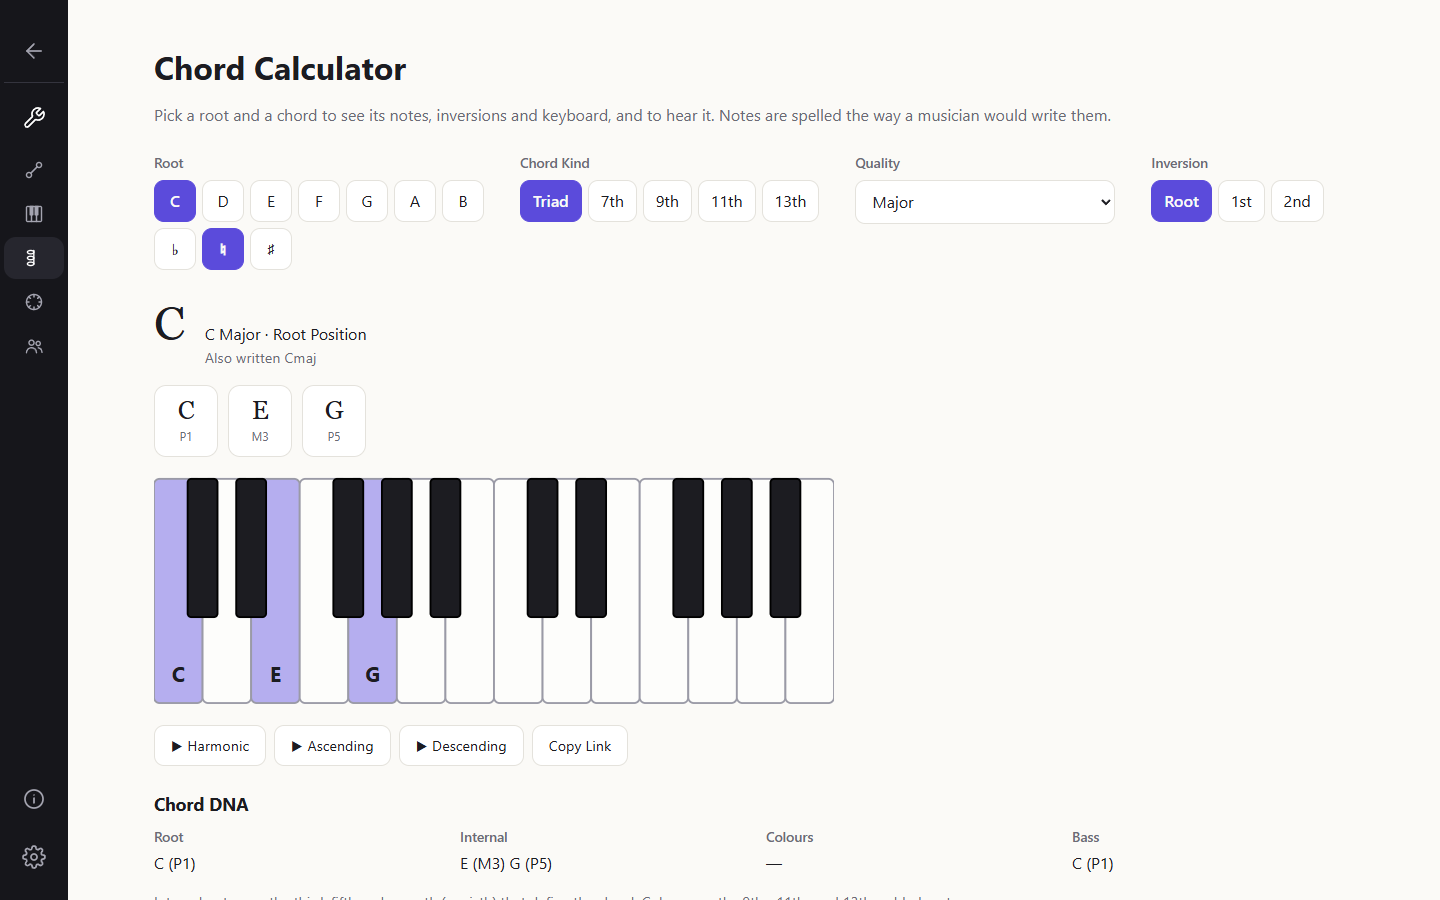 Chord Calculator
Pick a root and a chord to see its notes, inversions and keyboard, and to hear it. Notes are spelled the way a musician would write them.
Root Chord Kind Quality Inversion
C D E F G A B Triad 7th 9th 11th 13th Major Root 1st 2nd
♭ ♮ ♯
C C Major · Root Position
Also written Cmaj
C E G
P1 M3 P5
C E G
▶ Harmonic ▶ Ascending ▶ Descending Copy Link
Chord DNA
Root Internal Colours Bass
C (P1) E (M3) G (P5) — C (P1)